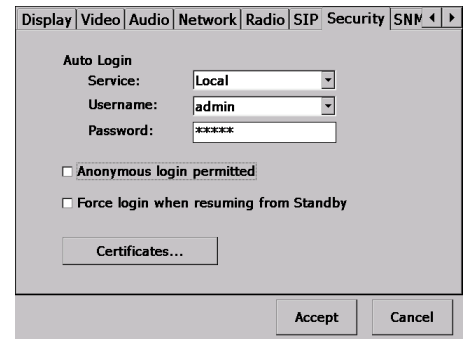 Display Video Audio Network Radio SIP Security SNM
Auto Login
Service: Local
Username: admin
Password: *****
Anonymous login permitted
Force login when resuming from Standby
Certificates...
Accept Cancel